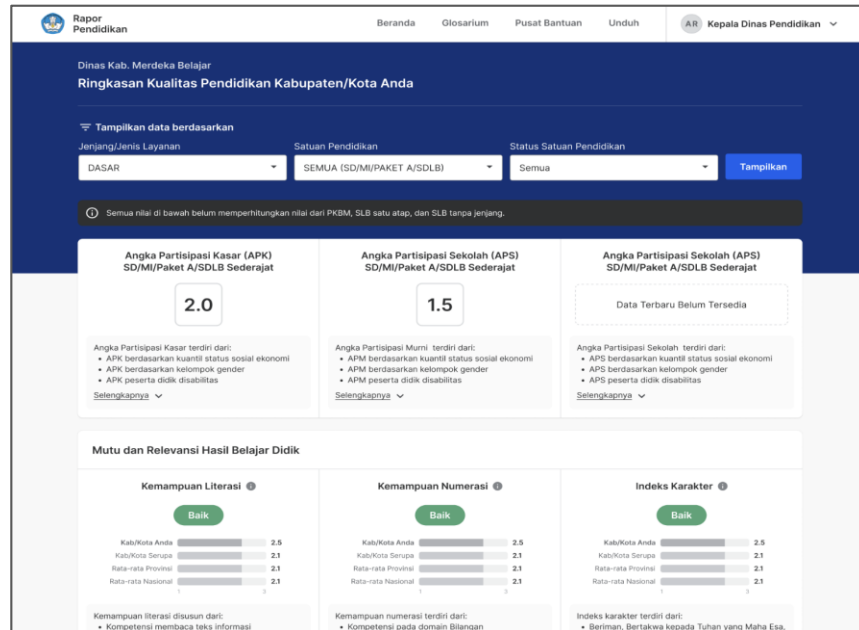 Rapor
Pendidikan
Beranda
Glosarium
Pusat Bantuan
Unduh
AR
Kepala Dinas Pendidikan
Dinas Kab. Merdeka Belajar
Ringkasan Kualitas Pendidikan Kabupaten/Kota Anda
Tampilkan data berdasarkan
Jenjang/Jenis Layanan
Satuan Pendidikan
Status Satuan Pendidikan
DASAR
SEMUA (SD/MI/PAKET A/SDLB)
Semua
Tampilkan
Semua nilai di bawah belum memperhitungkan nilai dari PKBM, SLB satu atap, dan SLB tanpa jenjang.
Angka Partisipasi Kasar (APK)
SD/MI/Paket A/SDLB Sederajat
2.0
Angka Partisipasi Kasar terdiri dari:
• APK berdasarkan kuantil status sosial ekonomi
• APK berdasarkan kelompok gender
• APK peserta didik disabilitas
Selengkapnya
Angka Partisipasi Sekolah (APS)
SD/MI/Paket A/SDLB Sederajat
1.5
Angka Partisipasi Murni terdiri dari:
• APM berdasarkan kuantil status sosial ekonomi
• APM berdasarkan kelompok gender
• APM peserta didik disabilitas
Selengkapnya
Angka Partisipasi Sekolah (APS)
SD/MI/Paket A/SDLB Sederajat
Data Terbaru Belum Tersedia
Angka Partisipasi Sekolah terdiri dari:
• APS berdasarkan kuantil status sosial ekonomi
• APS berdasarkan kelompok gender
• APS peserta didik disabilitas
Selengkapnya
Mutu dan Relevansi Hasil Belajar Didik
Kemampuan Literasi
Baik
Kab/Kota Anda 2.5
Kab/Kota Serupa 2.1
Rata-rata Provinsi 2.1
Rata-rata Nasional 2.1
1 3
Kemampuan literasi disusun dari:
• Kompetensi membaca teks informasi
Kemampuan Numerasi
Baik
Kab/Kota Anda 2.5
Kab/Kota Serupa 2.1
Rata-rata Provinsi 2.1
Rata-rata Nasional 2.1
1 3
Kemampuan numerasi terdiri dari:
• Kompetensi pada domain Bilangan
Indeks Karakter
Baik
Kab/Kota Anda 2.5
Kab/Kota Serupa 2.1
Rata-rata Provinsi 2.1
Rata-rata Nasional 2.1
1 3
Indeks karakter terdiri dari:
• Beriman, Bertakwa kepada Tuhan yang Maha Esa,